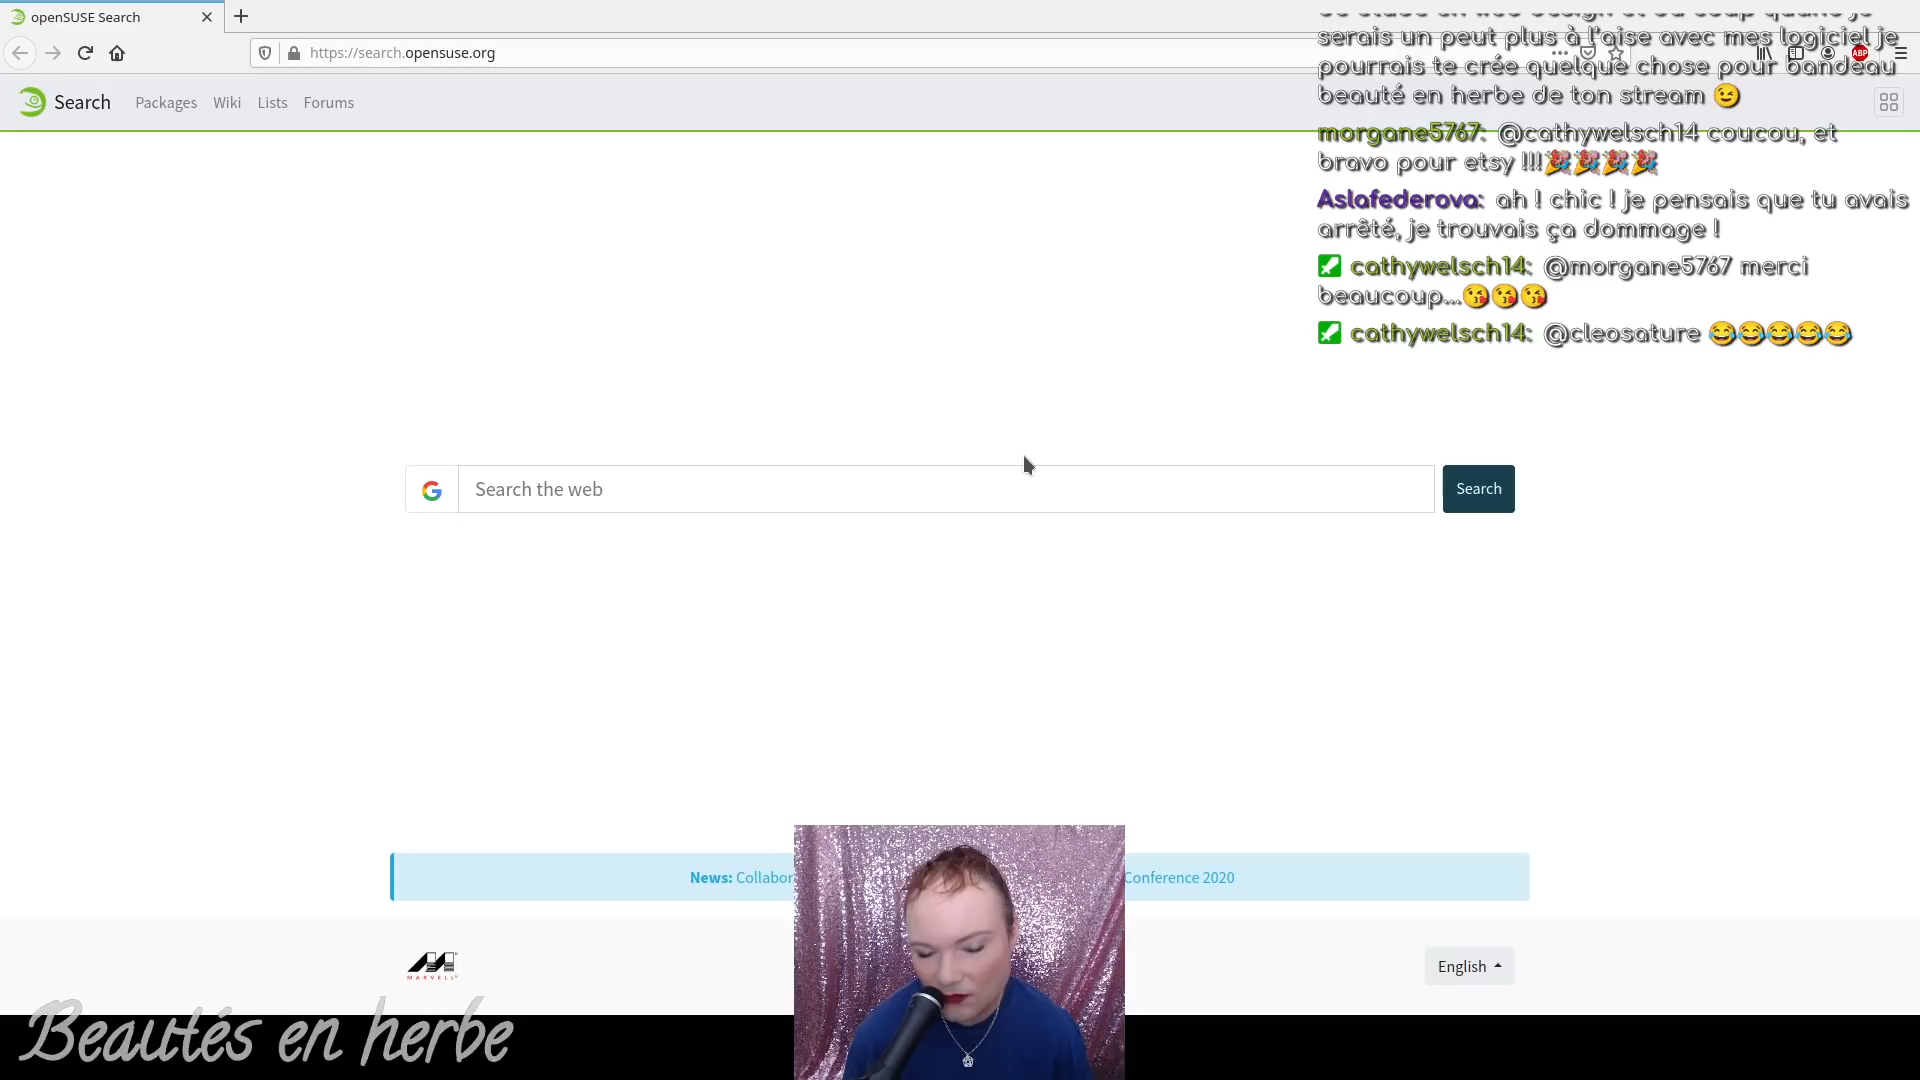 openSUSE Search
https://search.opensuse.org
Search Packages Wiki Lists Forums
serais un peut plus à l'aise avec mes logiciel je
pourrais te crée quelque chose pour bandeau
beauté en herbe de ton stream 😉
morgane5767: @cathywelsch14 coucou, et
bravo pour etsy !!!🎉🎉🎉🎉
Aslafederova: ah ! chic ! je pensais que tu avais
arrêté, je trouvais ça dommage !
cathywelsch14: @morgane5767 merci
beaucoup...😘😘😘
cathywelsch14: @cleosature 😂😂😂😂😂
ABP
Search the web
Search
News: Collabor
Conference 2020
MARVELL
English
Beautés en herbe